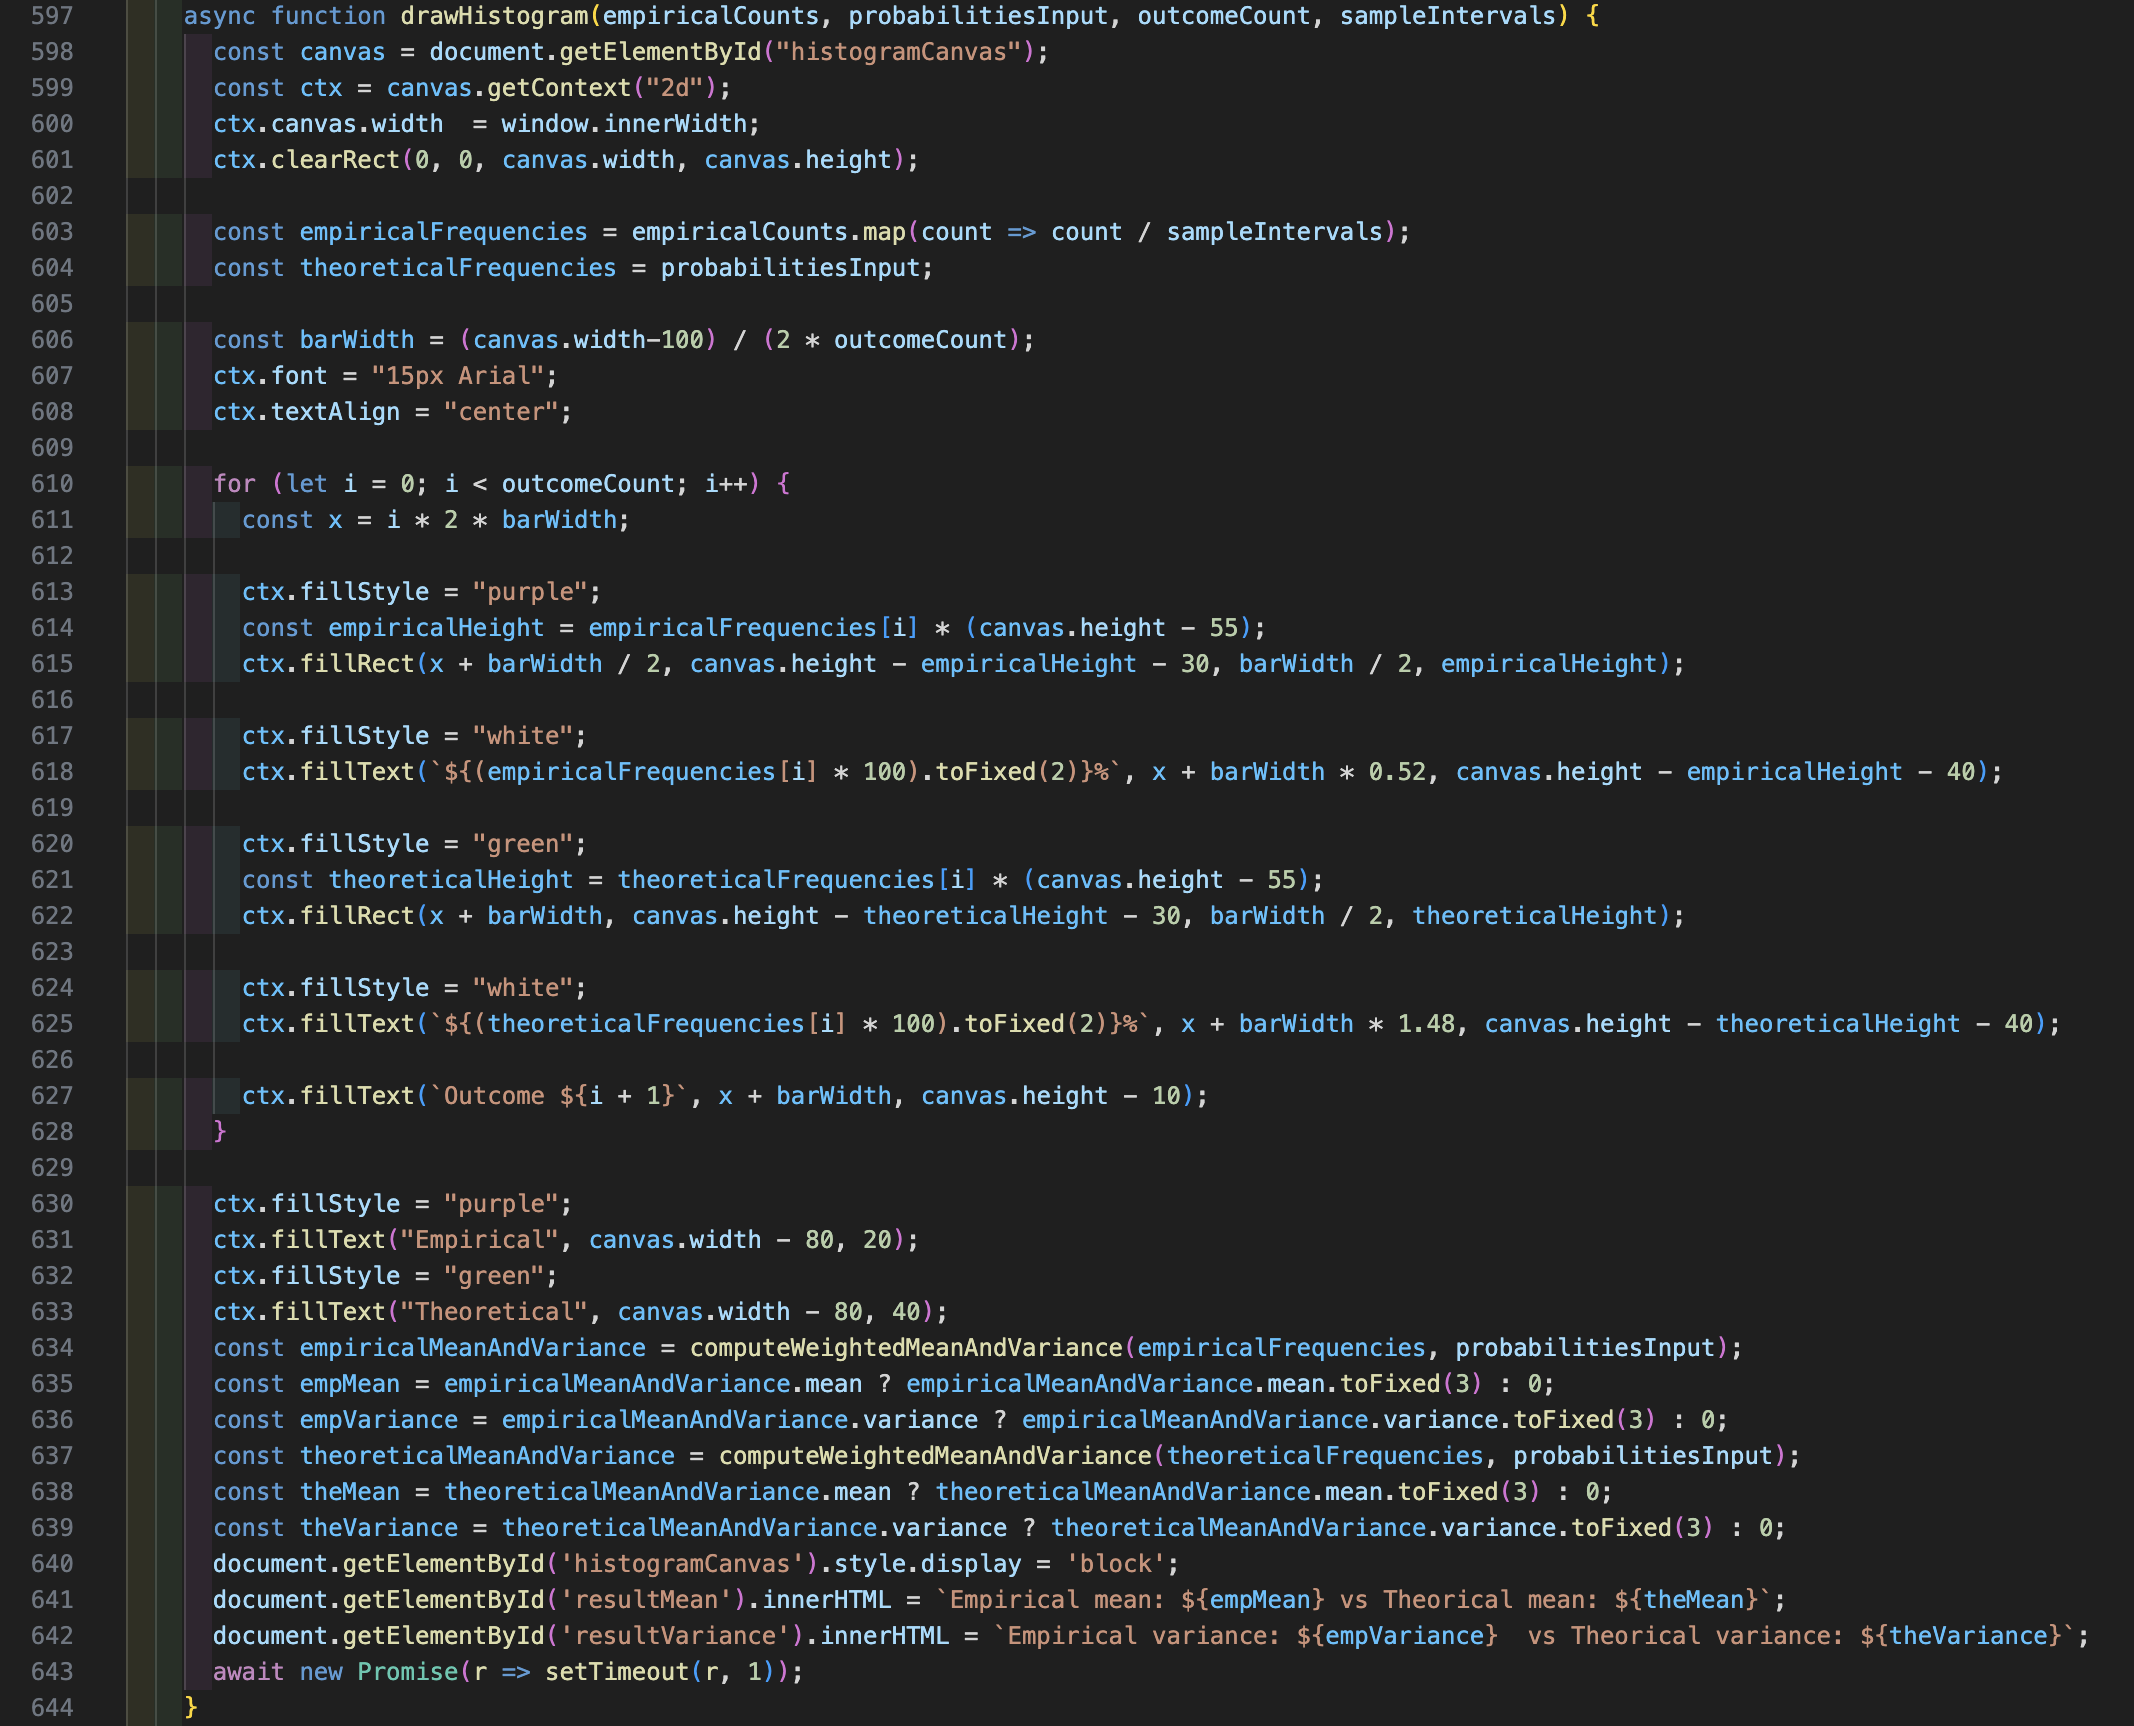 597 async function drawHistogram(empiricalCounts, probabilitiesInput, outcomeCount, sampleIntervals) {
598 const canvas = document.getElementById("histogramCanvas");
599 const ctx = canvas.getContext("2d");
600 ctx.canvas.width  = window.innerWidth;
601 ctx.clearRect(0, 0, canvas.width, canvas.height);
602
603 const empiricalFrequencies = empiricalCounts.map(count => count / sampleIntervals);
604 const theoreticalFrequencies = probabilitiesInput;
605
606 const barWidth = (canvas.width-100) / (2 * outcomeCount);
607 ctx.font = "15px Arial";
608 ctx.textAlign = "center";
609
610 for (let i = 0; i < outcomeCount; i++) {
611 const x = i * 2 * barWidth;
612
613 ctx.fillStyle = "purple";
614 const empiricalHeight = empiricalFrequencies[i] * (canvas.height - 55);
615 ctx.fillRect(x + barWidth / 2, canvas.height - empiricalHeight - 30, barWidth / 2, empiricalHeight);
616
617 ctx.fillStyle = "white";
618 ctx.fillText(`${(empiricalFrequencies[i] * 100).toFixed(2)}%`, x + barWidth * 0.52, canvas.height - empiricalHeight - 40);
619
620 ctx.fillStyle = "green";
621 const theoreticalHeight = theoreticalFrequencies[i] * (canvas.height - 55);
622 ctx.fillRect(x + barWidth, canvas.height - theoreticalHeight - 30, barWidth / 2, theoreticalHeight);
623
624 ctx.fillStyle = "white";
625 ctx.fillText(`${(theoreticalFrequencies[i] * 100).toFixed(2)}%`, x + barWidth * 1.48, canvas.height - theoreticalHeight - 40);
626
627 ctx.fillText(`Outcome ${i + 1}`, x + barWidth, canvas.height - 10);
628 }
629
630 ctx.fillStyle = "purple";
631 ctx.fillText("Empirical", canvas.width - 80, 20);
632 ctx.fillStyle = "green";
633 ctx.fillText("Theoretical", canvas.width - 80, 40);
634 const empiricalMeanAndVariance = computeWeightedMeanAndVariance(empiricalFrequencies, probabilitiesInput);
635 const empMean = empiricalMeanAndVariance.mean ? empiricalMeanAndVariance.mean.toFixed(3) : 0;
636 const empVariance = empiricalMeanAndVariance.variance ? empiricalMeanAndVariance.variance.toFixed(3) : 0;
637 const theoreticalMeanAndVariance = computeWeightedMeanAndVariance(theoreticalFrequencies, probabilitiesInput);
638 const theMean = theoreticalMeanAndVariance.mean ? theoreticalMeanAndVariance.mean.toFixed(3) : 0;
639 const theVariance = theoreticalMeanAndVariance.variance ? theoreticalMeanAndVariance.variance.toFixed(3) : 0;
640 document.getElementById('histogramCanvas').style.display = 'block';
641 document.getElementById('resultMean').innerHTML = `Empirical mean: ${empMean} vs Theorical mean: ${theMean}`;
642 document.getElementById('resultVariance').innerHTML = `Empirical variance: ${empVariance}  vs Theorical variance: ${theVariance}`;
643 await new Promise(r => setTimeout(r, 1));
644 }